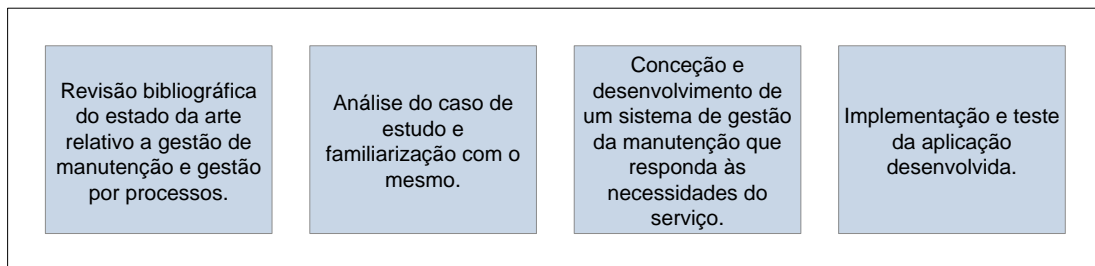 Revisão bibliográfica
do estado da arte
relativo a gestão de
manutenção e gestão
por processos.
Análise do caso de
estudo e
familiarização com o
mesmo.
Conceção e
desenvolvimento de
um sistema de gestão
da manutenção que
responda às
necessidades do
serviço.
Implementação e teste
da aplicação
desenvolvida.